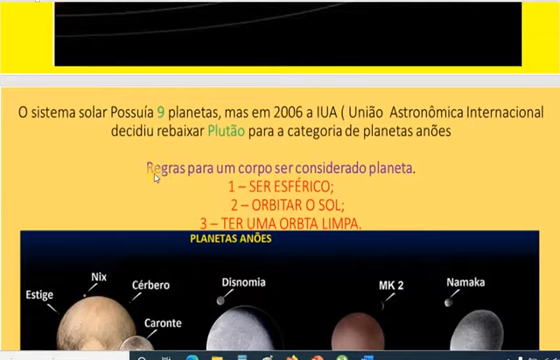 O sistema solar Possuía 9 planetas, mas em 2006 a IUA ( União Astronômica Internacional
decidiu rebaixar Plutão para a categoria de planetas anões
Regras para um corpo ser considerado planeta.
1 – SER ESFÉRICO;
2 – ORBITAR O SOL;
3 – TER UMA ORBTA LIMPA.
PLANETAS ANÕES
Nix
Estige
Cérbero
Caronte
Disnomia
MK 2
Namaka